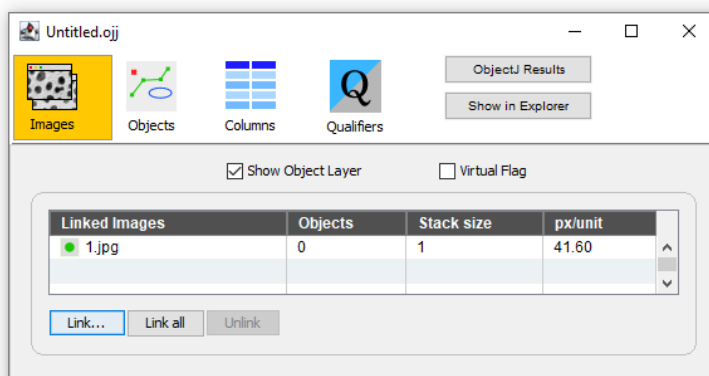 Untitled.ojj
Images Objects Columns Q Qualifiers
ObjectJ Results
Show in Explorer
Show Object Layer Virtual Flag
Linked Images Objects Stack size px/unit
1.jpg 0 1 41.60
Link... Link all Unlink